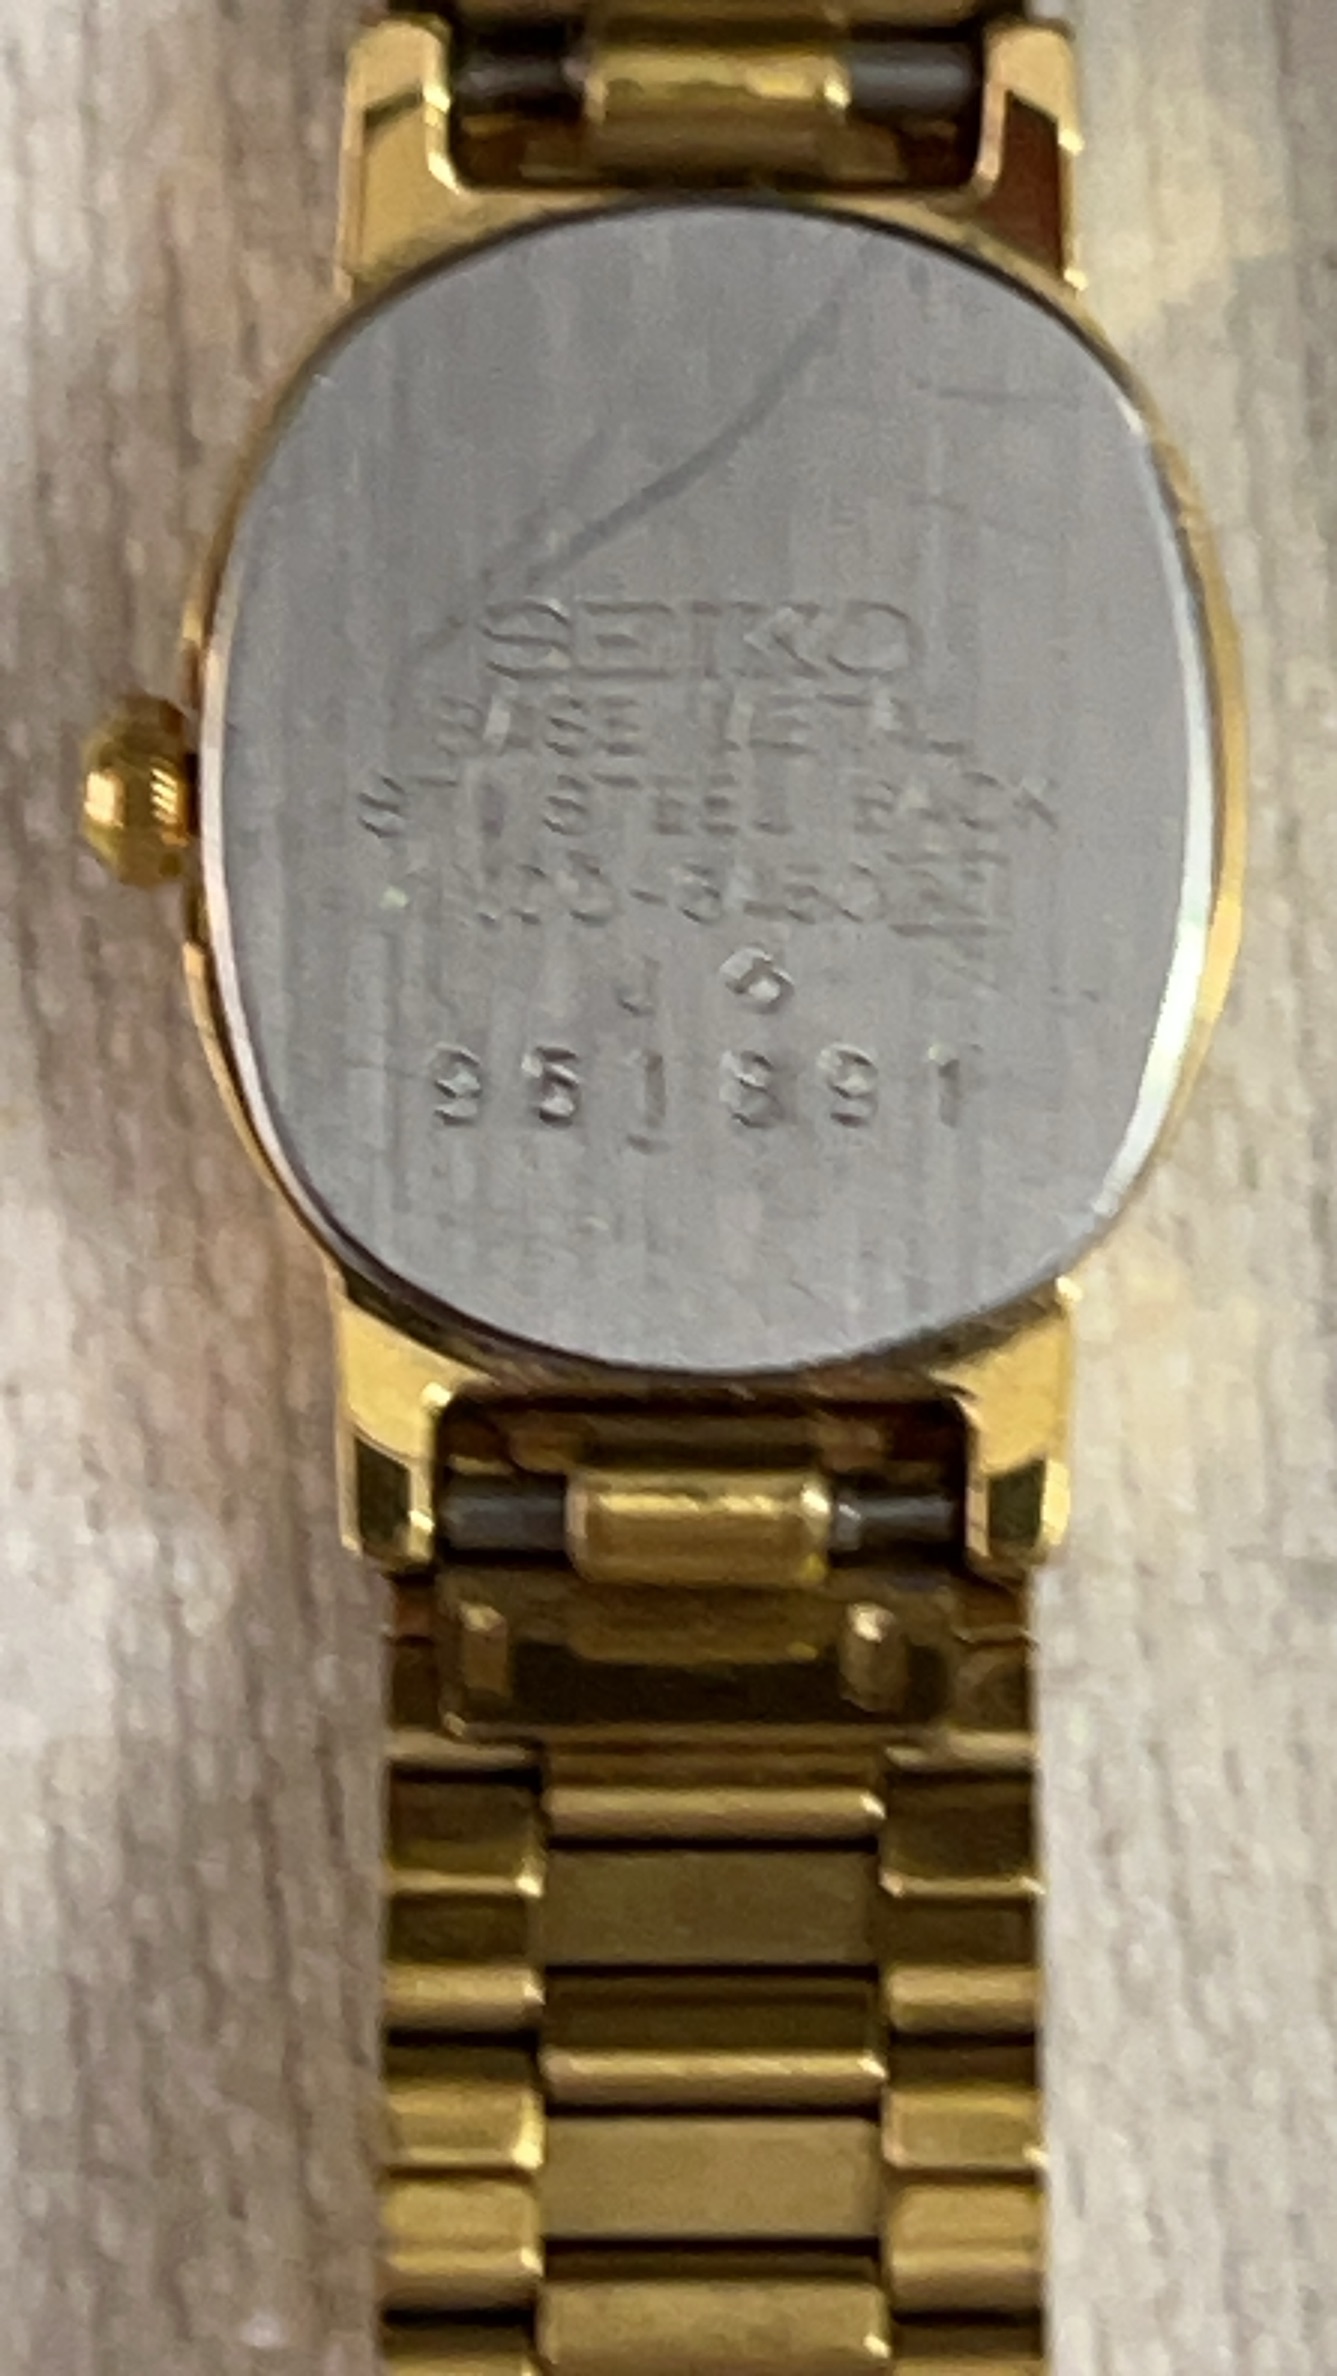 SEIKO
BASE METAL
ST. STEEL BACK
J 6
951891